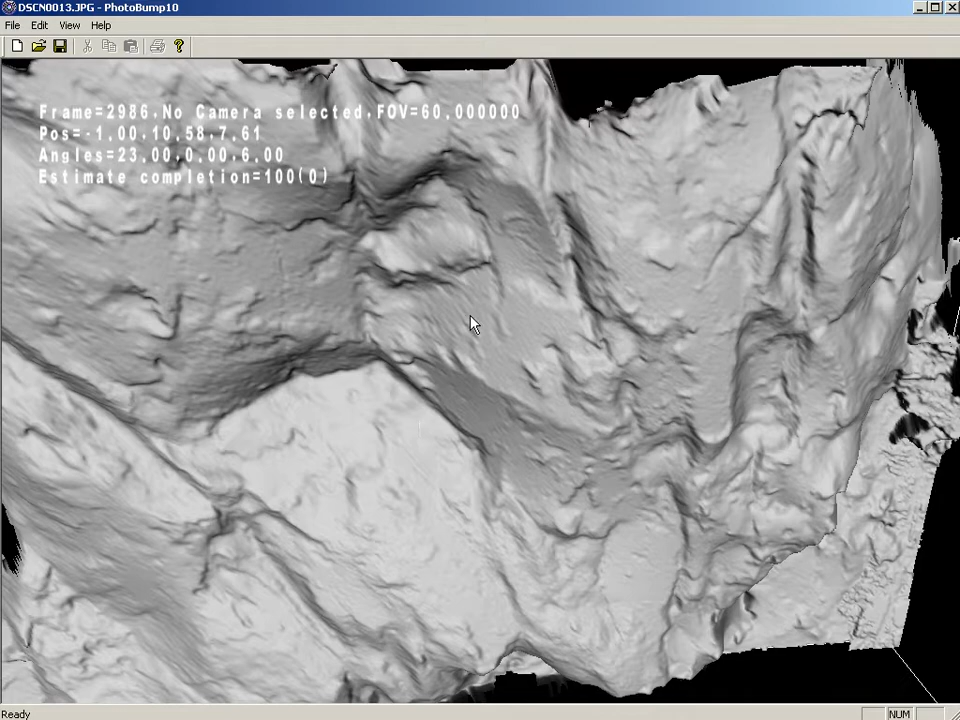 DSCN0013.JPG - PhotoBump10
File Edit View Help
Frame=2986,No Camera selected,FOV=60,000000
Pos=-1,00,10,58,7,61
Angles=23,00,0,00,6,00
Estimate completion=100(0)
Ready
NUM